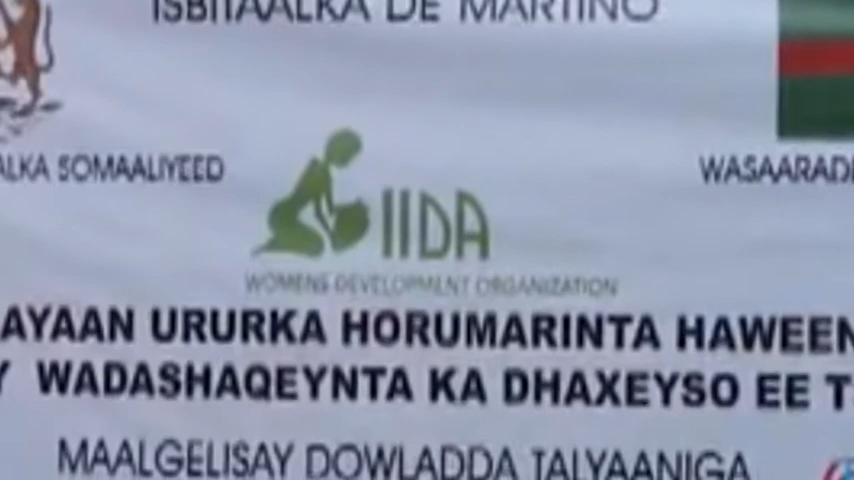 ISBITAALKA DE MARTINO
ALKA SOMAALIYEED
WASAARAD
IIDA
WOMENS DEVELOPMENT ORGANIZATION
AYAAN URURKA HORUMARINTA HAWEEN
WADASHAQEYNTA KA DHAXEYSO EE T
MAALGELISAY DOWLADDA TALYAANIGA